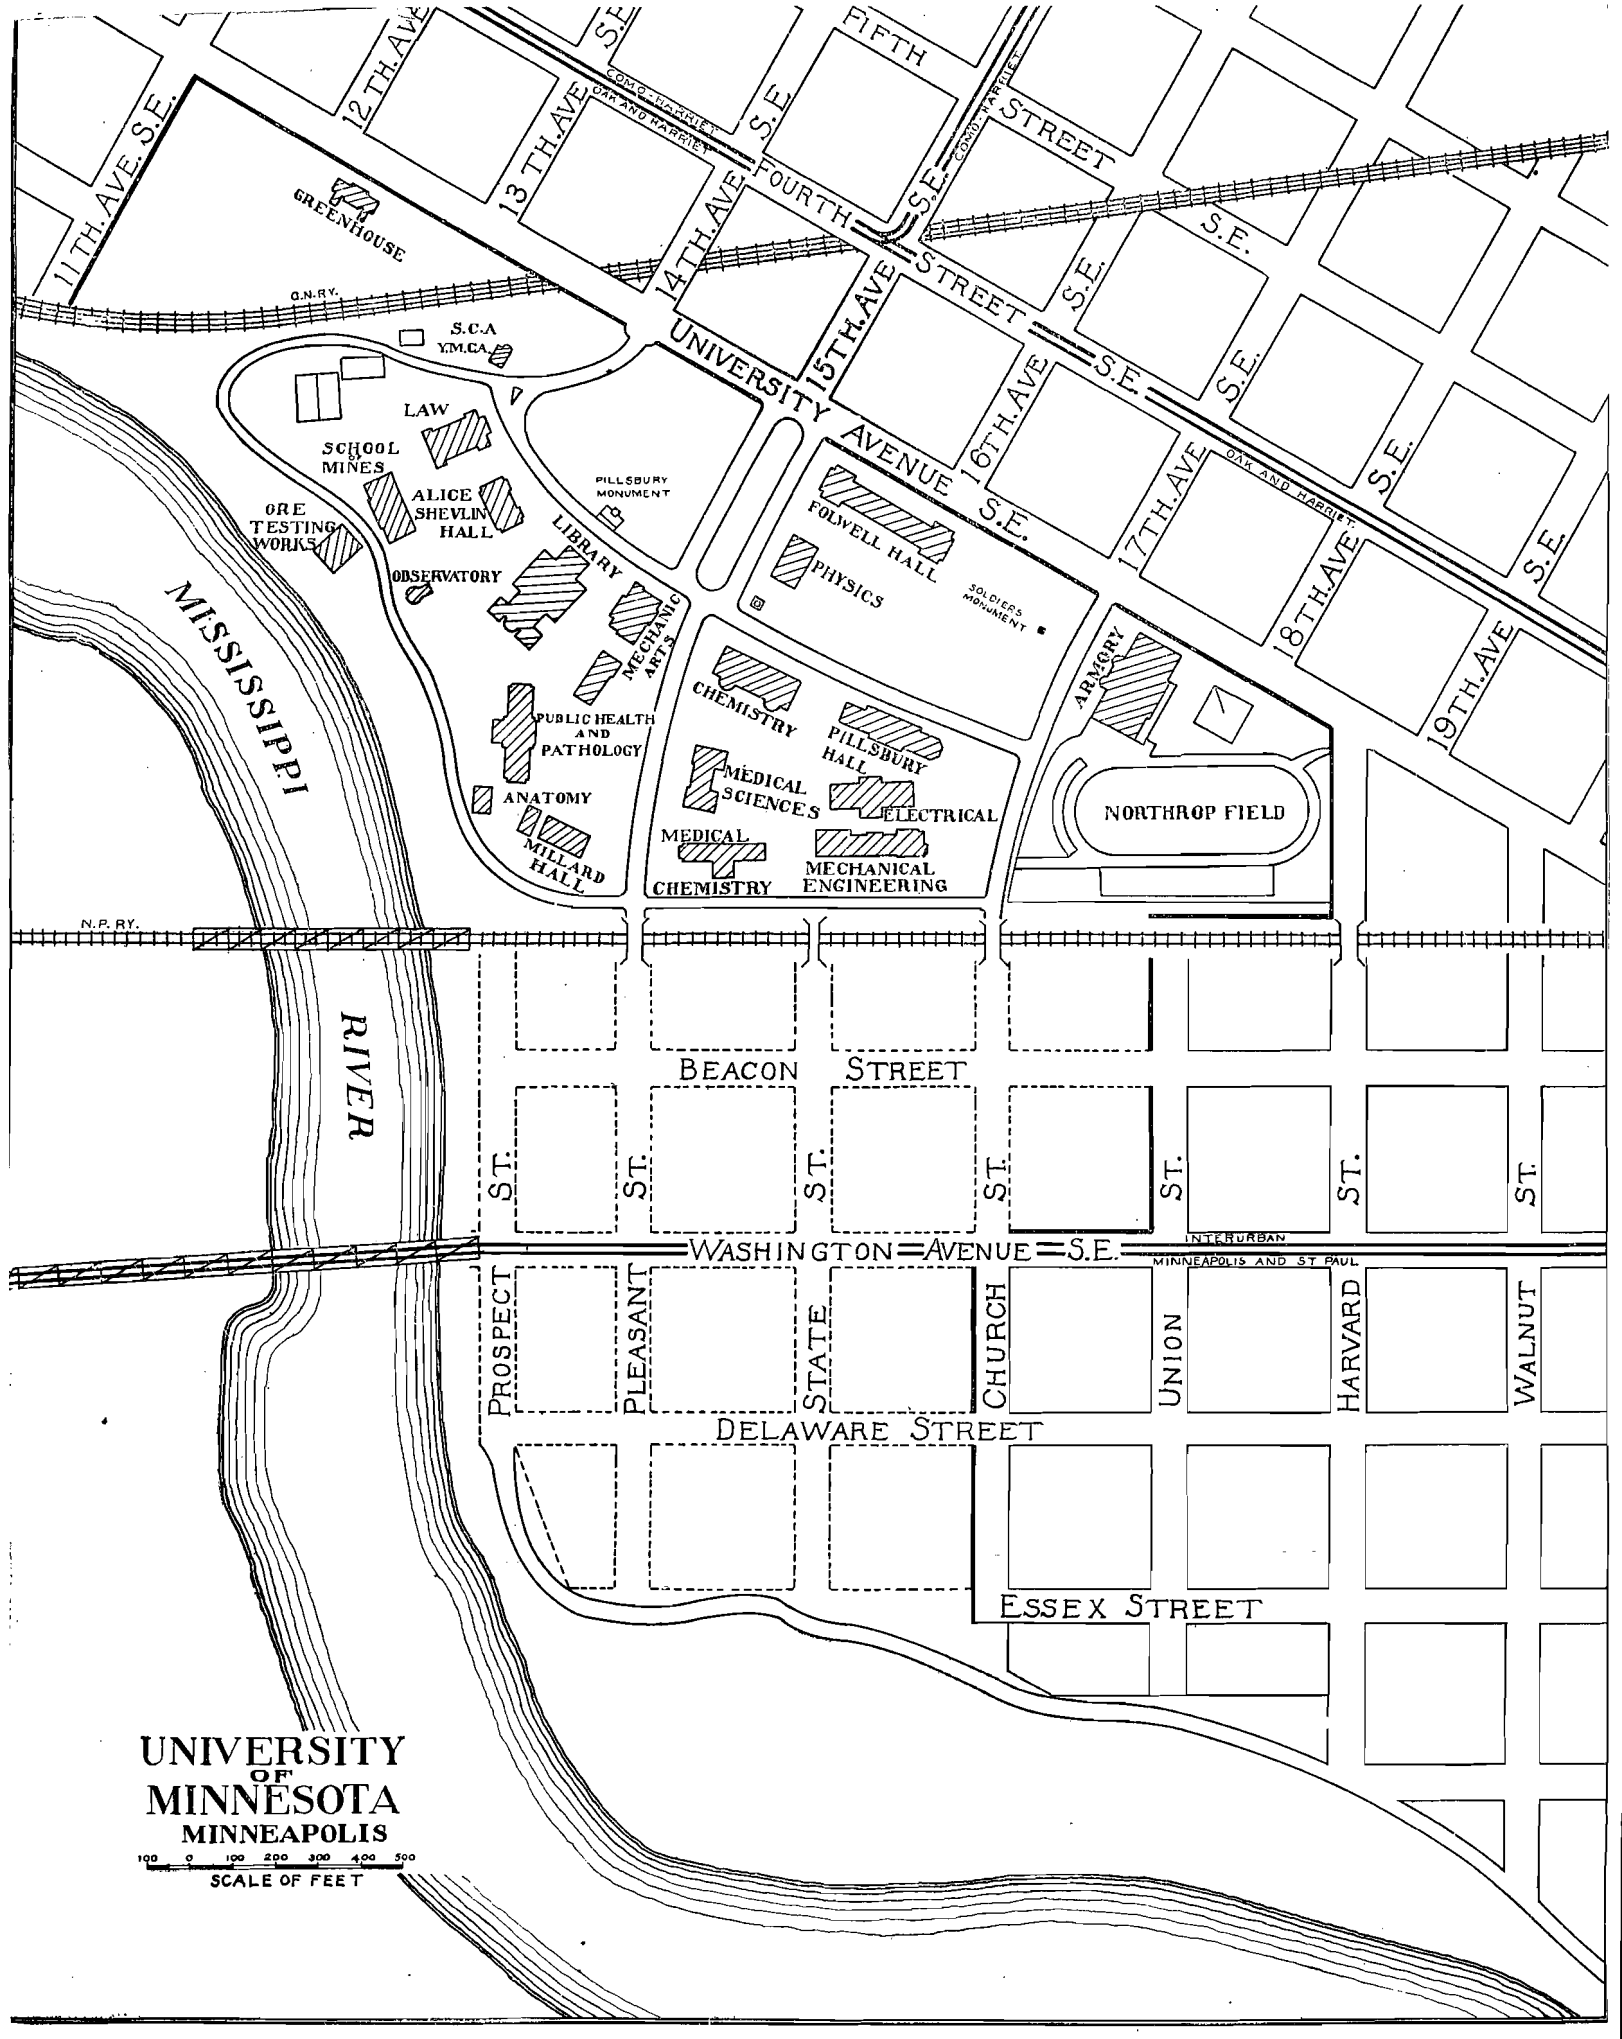 FIFTH
STREET
S.E.
12 TH. AVE
S.E.
COMO-HARRIET
OAK AND HARRIET
COMO-HARRIET
S.E.
13 TH. AVE
S.E.
11 TH. AVE. S.E.
GREENHOUSE
FOURTH
STREET
S.E.
14 TH. AVE
15TH. AVE
S.E.
G.N.RY.
S.C.A
Y.M.C.A.
UNIVERSITY
AVENUE
S.E.
16TH. AVE
S.E.
17TH. AVE
S.E.
OAK AND HARRIET.
18TH. AVE
S.E.
19TH. AVE
LAW
SCHOOL
OF
MINES
ALICE
SHEVLIN
HALL
PILLSBURY
MONUMENT
ORE
TESTING
WORKS
LIBRARY
OBSERVATORY
FOLWELL HALL
PHYSICS
SOLDIERS
MONUMENT
MECHANIC
ARTS
ARMORY
CHEMISTRY
PILLSBURY
HALL
PUBLIC HEALTH
AND
PATHOLOGY
MEDICAL
SCIENCES
ANATOMY
ELECTRICAL
NORTHROP FIELD
MILLARD
HALL
MEDICAL
CHEMISTRY
MECHANICAL
ENGINEERING
MISSISSIPPI
RIVER
N.P. RY.
BEACON STREET
PROSPECT ST.
PLEASANT ST.
STATE ST.
CHURCH ST.
UNION ST.
HARVARD ST.
WALNUT ST.
WASHINGTON AVENUE S.E.
INTERURBAN
MINNEAPOLIS AND ST PAUL
DELAWARE STREET
ESSEX STREET
UNIVERSITY
OF
MINNESOTA
MINNEAPOLIS
100 0 100 200 300 400 500
SCALE OF FEET